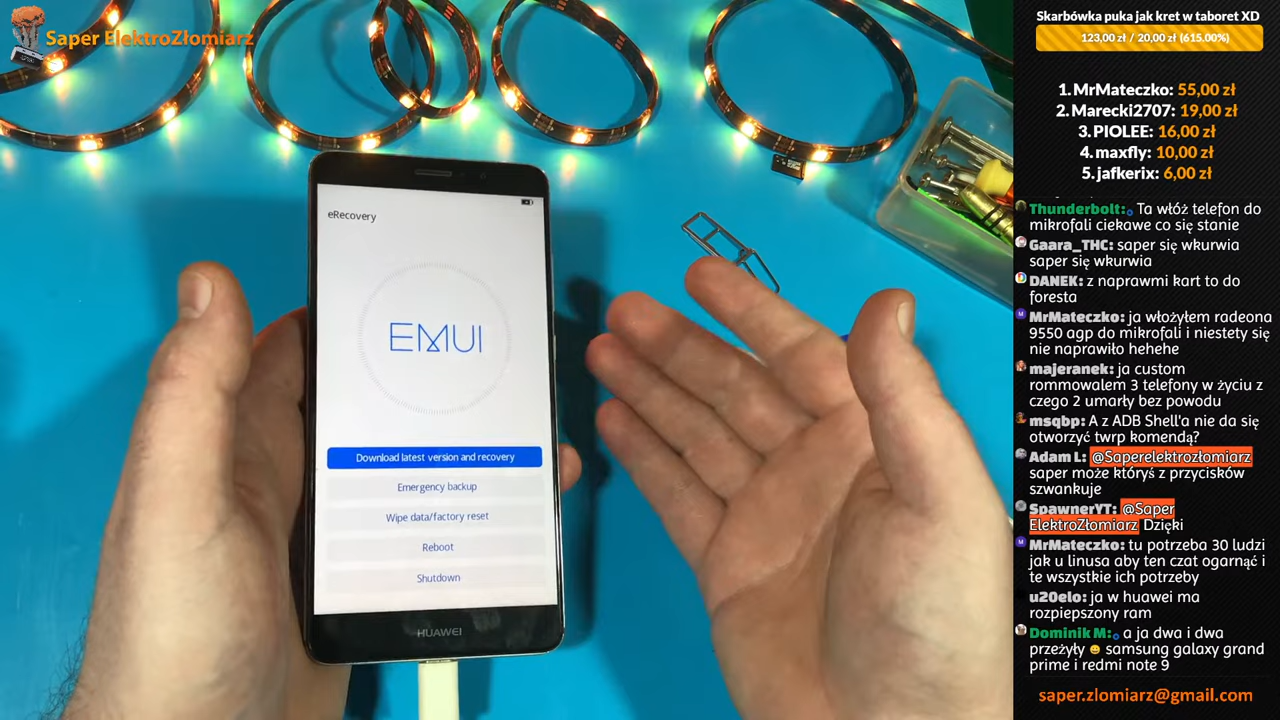 Saper ElektroZłomiarz
eRecovery
EMUI
Download latest version and recovery
Emergency backup
Wipe data/factory reset
Reboot
Shutdown
HUAWEI
Skarbówka puka jak kret w taboret XD
123,00 zł / 20,00 zł (615.00%)
1. MrMateczko: 55,00 zł
2. Marecki2707: 19,00 zł
3. PIOLEE: 16,00 zł
4. maxfly: 10,00 zł
5. jafkerix: 6,00 zł
Thunderbolt: Ta włóż telefon do
mikrofali ciekawe co się stanie
Gaara_THC: saper się wkurwia
saper się wkurwia
DANEK: z naprawmi kart to do
foresta
MrMateczko: ja włożyłem radeona
9550 agp do mikrofali i niestety się
nie naprawiło hehehe
majeranek: ja custom
rommowalem 3 telefony w życiu z
czego 2 umarły bez powodu
msqbp: A z ADB Shell'a nie da się
otworzyć twrp komendą?
Adam L: @Saperelektrozłomiarz
saper może któryś z przycisków
szwankuje
SpawnerYT: @Saper
ElektroZłomiarz Dzięki
MrMateczko: tu potrzeba 30 ludzi
jak u linusa aby ten czat ogarnąć i
te wszystkie ich potrzeby
u20elo: ja w huawei ma
rozpiepszony ram
Dominik M: a ja dwa i dwa
przeżyły 😀 samsung galaxy grand
prime i redmi note 9
saper.zlomiarz@gmail.com